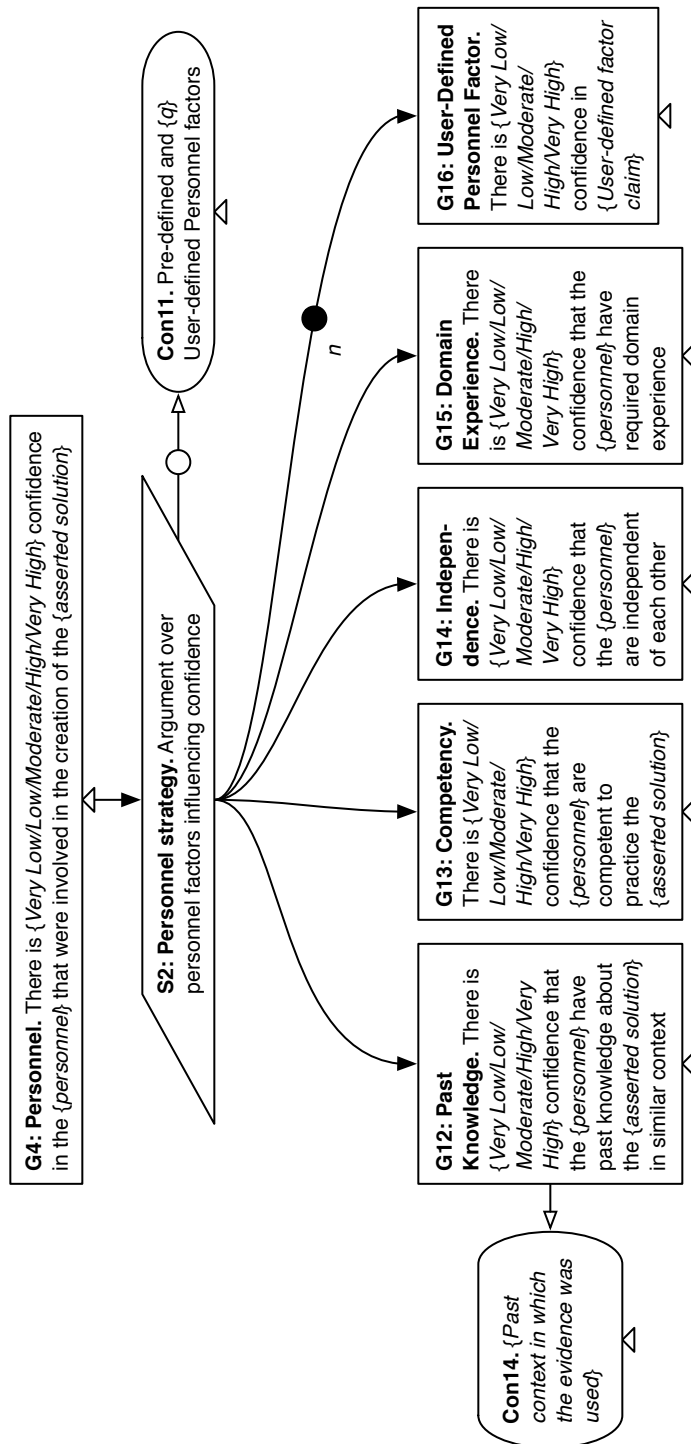 G4: Personnel. There is {Very Low/Low/Moderate/High/Very High} confidence
in the {personnel} that were involved in the creation of the {asserted solution}
S2: Personnel strategy. Argument over
personnel factors influencing confidence
Con11. Pre-defined and {q}
User-defined Personnel factors
n
Con14. {Past
context in which
the evidence was
used}
G12: Past
Knowledge. There is
{Very Low/Low/
Moderate/High/Very
High} confidence that
the {personnel} have
past knowledge about
the {asserted solution}
in similar context
G13: Competency.
There is {Very Low/
Low/Moderate/
High/Very High}
confidence that the
{personnel} are
competent to
practice the
{asserted solution}
G14: Indepen-
dence. There is
{Very Low/Low/
Moderate/High/
Very High}
confidence that
the {personnel}
are independent
of each other
G15: Domain
Experience. There
is {Very Low/Low/
Moderate/High/
Very High}
confidence that the
{personnel} have
required domain
experience
G16: User-Defined
Personnel Factor.
There is {Very Low/
Low/Moderate/
High/Very High}
confidence in
{User-defined factor
claim}